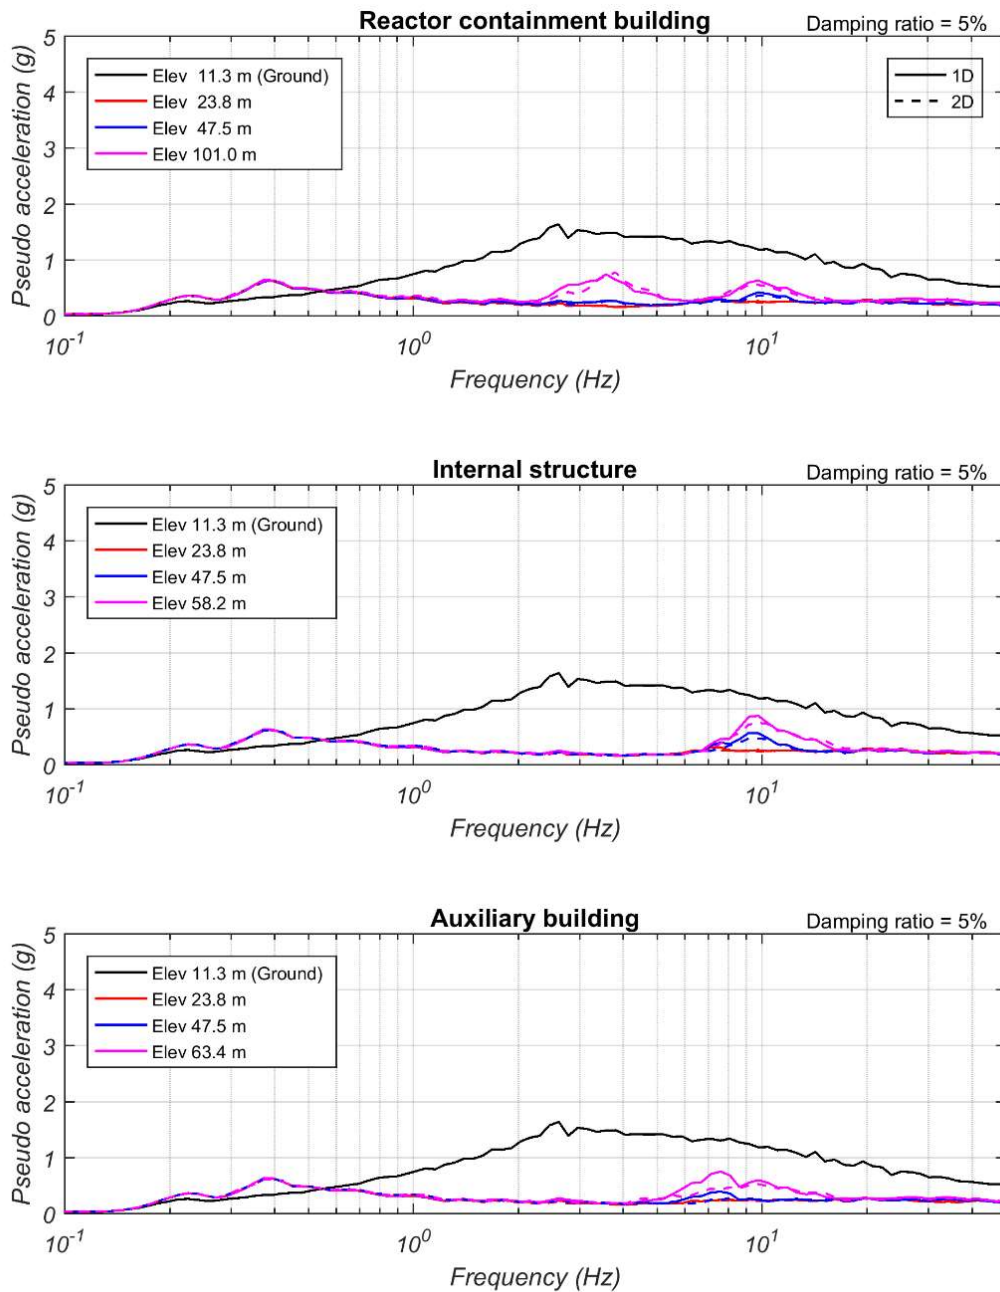 Reactor containment building
Damping ratio = 5%
Pseudo acceleration (g)
5
4
3
2
1
0
Elev 11.3 m (Ground)
Elev 23.8 m
Elev 47.5 m
Elev 101.0 m
1D
2D
10-1
100
101
Frequency (Hz)
Internal structure
Damping ratio = 5%
Pseudo acceleration (g)
5
4
3
2
1
0
Elev 11.3 m (Ground)
Elev 23.8 m
Elev 47.5 m
Elev 58.2 m
10-1
100
101
Frequency (Hz)
Auxiliary building
Damping ratio = 5%
Pseudo acceleration (g)
5
4
3
2
1
0
Elev 11.3 m (Ground)
Elev 23.8 m
Elev 47.5 m
Elev 63.4 m
10-1
100
101
Frequency (Hz)